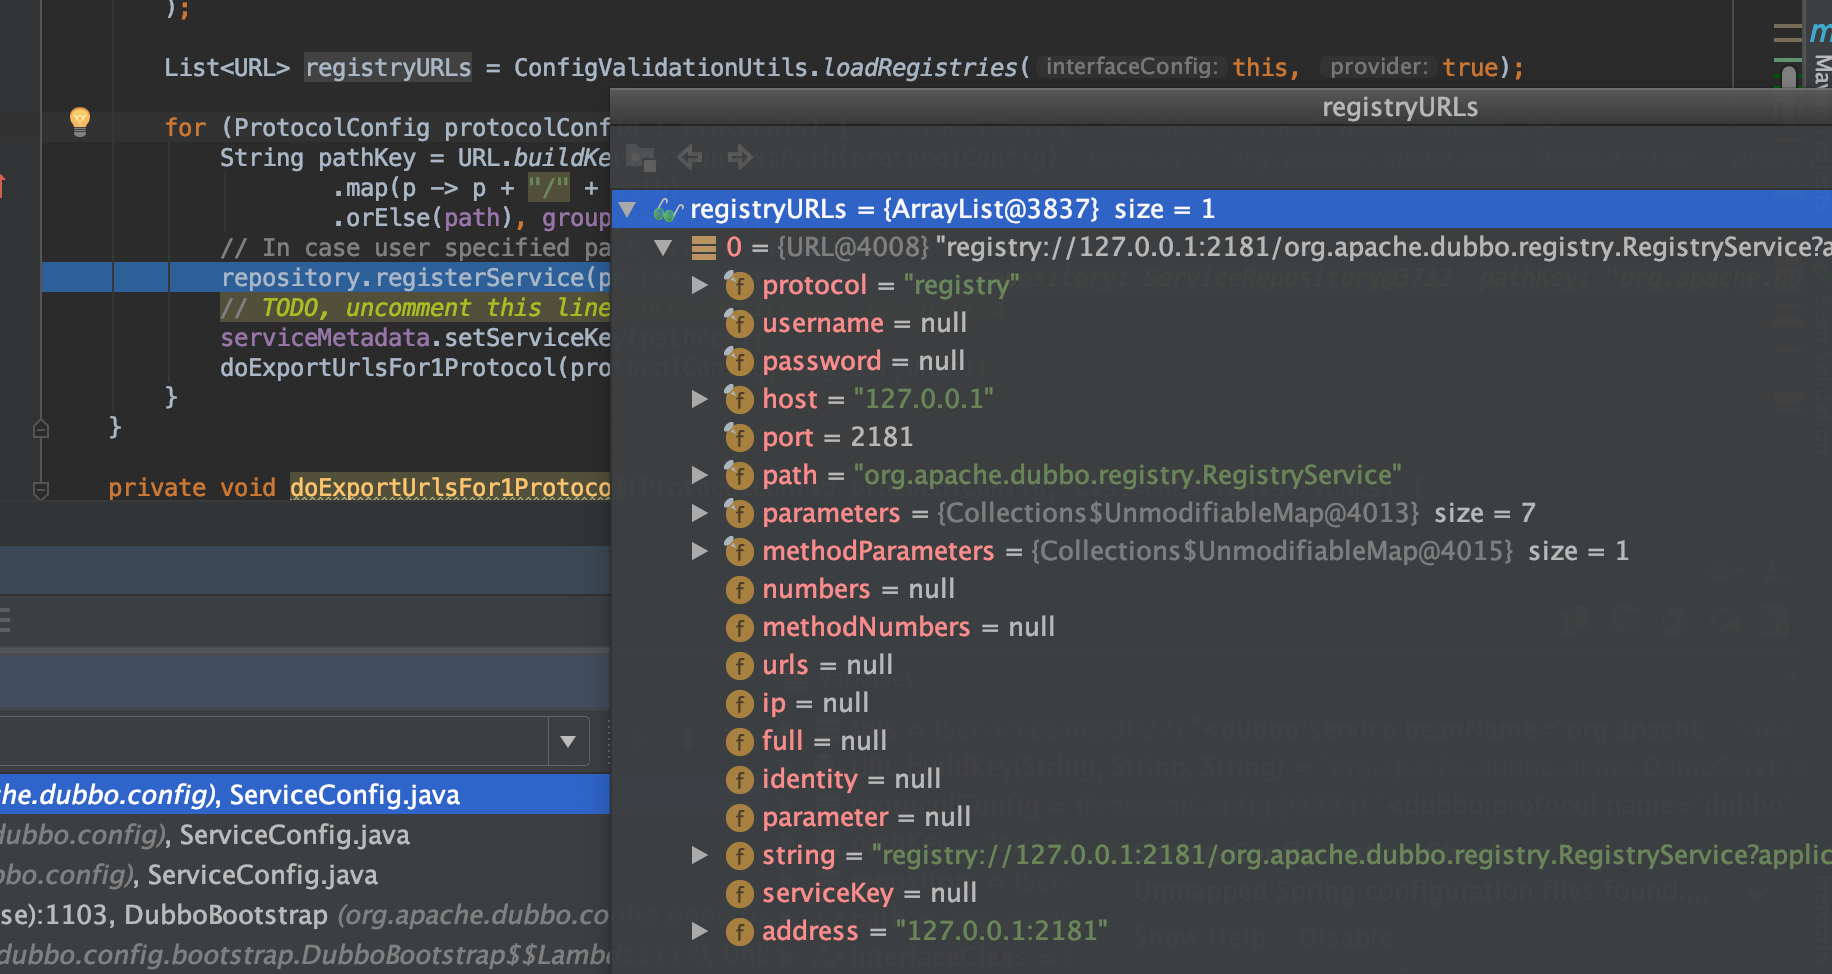 );
List<URL> registryURLs = ConfigValidationUtils.loadRegistries( interfaceConfig: this, provider: true);
registryURLs
for (ProtocolConfig protocolConf
String pathKey = URL.buildKe
.map(p -> p + "/" +
.orElse(path), group
// In case user specified pa
repository.registerService(p
// TODO, uncomment this line
serviceMetadata.setServiceKe
doExportUrlsFor1Protocol(pro
}
}
private void doExportUrlsFor1Protoco
registryURLs = {ArrayList@3837} size = 1
0 = {URL@4008} "registry://127.0.0.1:2181/org.apache.dubbo.registry.RegistryService?a
protocol = "registry"
username = null
password = null
host = "127.0.0.1"
port = 2181
path = "org.apache.dubbo.registry.RegistryService"
parameters = {Collections$UnmodifiableMap@4013} size = 7
methodParameters = {Collections$UnmodifiableMap@4015} size = 1
numbers = null
methodNumbers = null
urls = null
ip = null
full = null
identity = null
parameter = null
string = "registry://127.0.0.1:2181/org.apache.dubbo.registry.RegistryService?applic
serviceKey = null
address = "127.0.0.1:2181"
he.dubbo.config), ServiceConfig.java
dubbo.config), ServiceConfig.java
bo.config), ServiceConfig.java
se):1103, DubboBootstrap (org.apache.dubbo.co
dubbo.config.bootstrap.DubboBootstrap$$Lamb
m
Mav